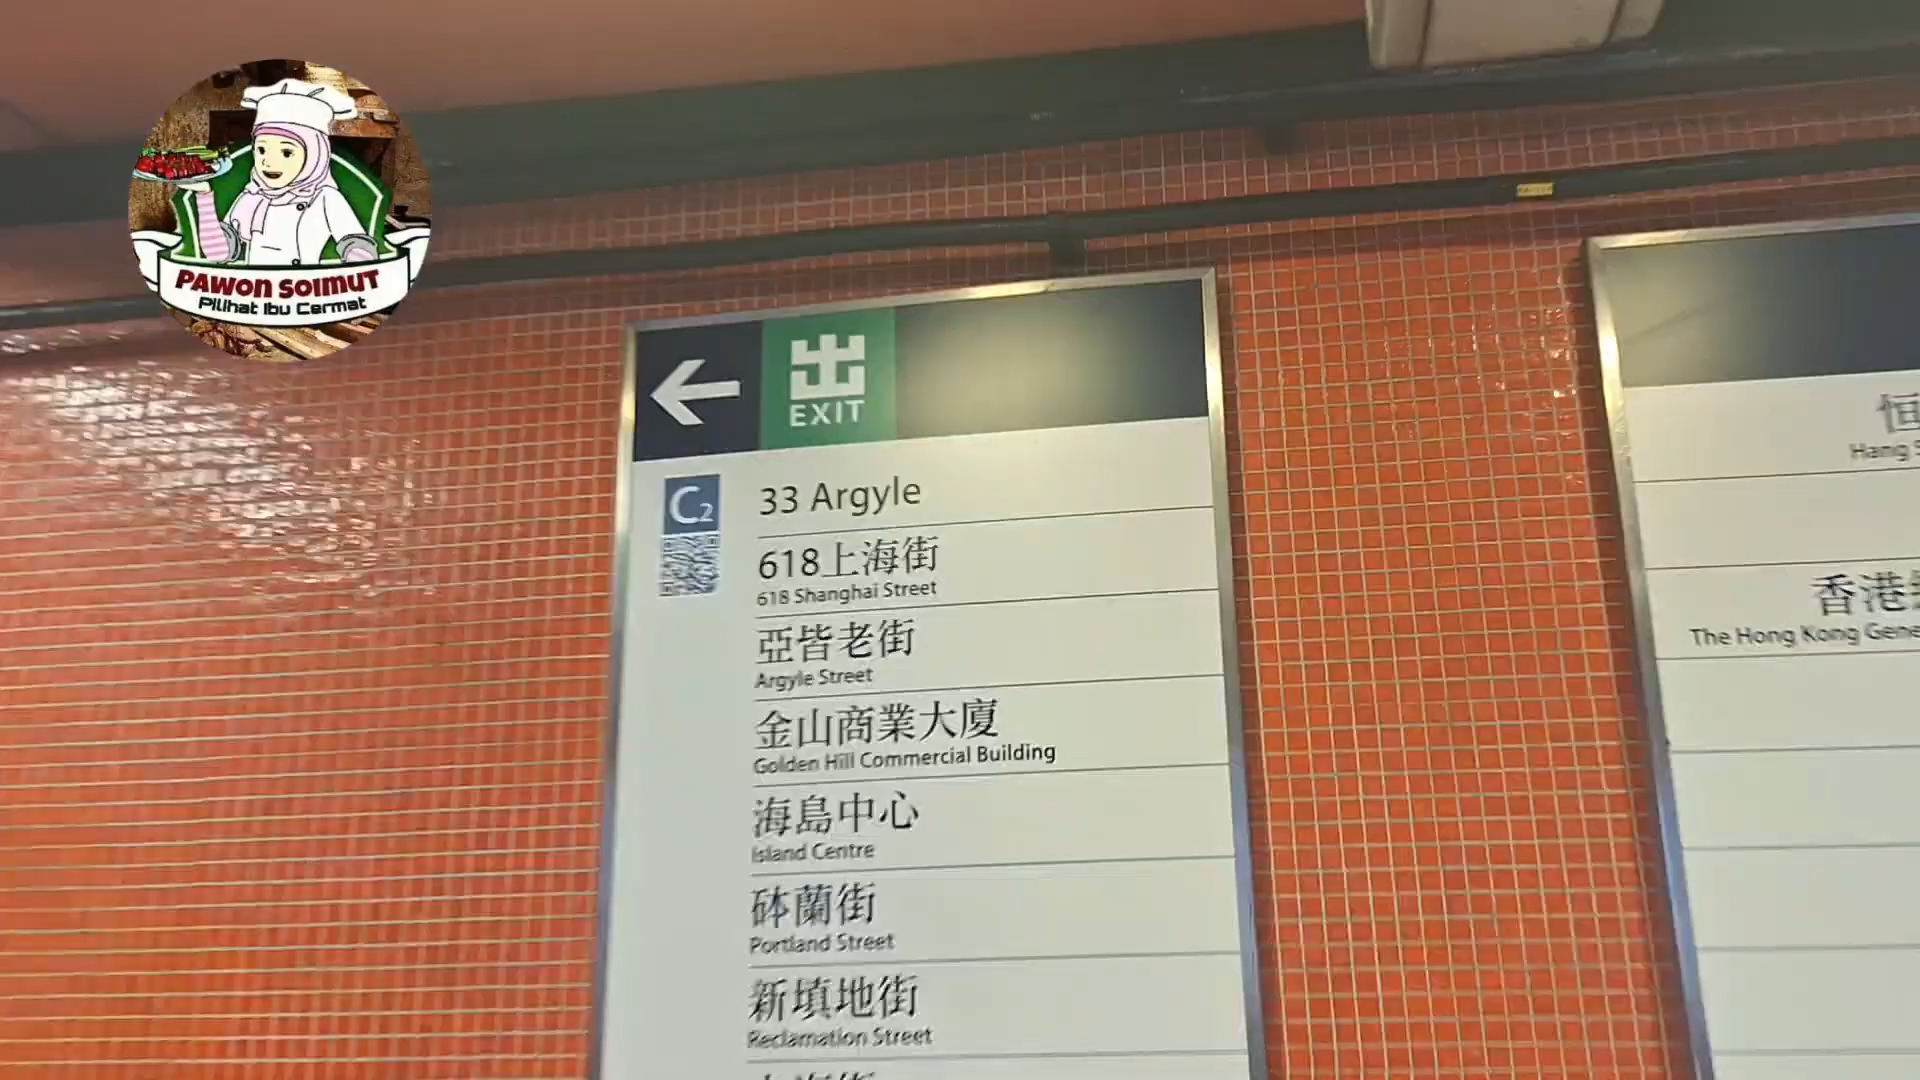 PAWON SOIMUT
Pilihat Ibu Cermat
出
EXIT
C2
33 Argyle
618上海街
618 Shanghai Street
亞皆老街
Argyle Street
金山商業大廈
Golden Hill Commercial Building
海島中心
Island Centre
砵蘭街
Portland Street
新填地街
Reclamation Street
恒
Hang
香港
The Hong Kong Gene